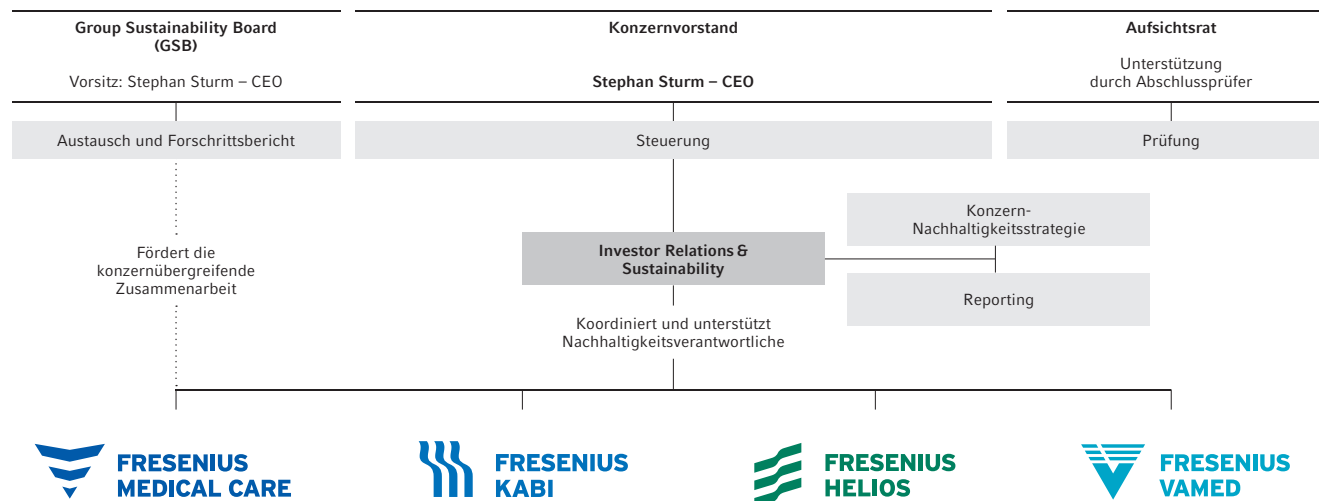 Group Sustainability Board
(GSB)
Vorsitz: Stephan Sturm – CEO
Konzernvorstand
Stephan Sturm – CEO
Aufsichtsrat
Unterstützung
durch Abschlussprüfer
Austausch und Forschrittsbericht
Steuerung
Prüfung
Fördert die
konzernübergreifende
Zusammenarbeit
Investor Relations &
Sustainability
Konzern-
Nachhaltigkeitsstrategie
Reporting
Koordiniert und unterstützt
Nachhaltigkeitsverantwortliche
FRESENIUS
MEDICAL CARE
FRESENIUS
KABI
FRESENIUS
HELIOS
FRESENIUS
VAMED